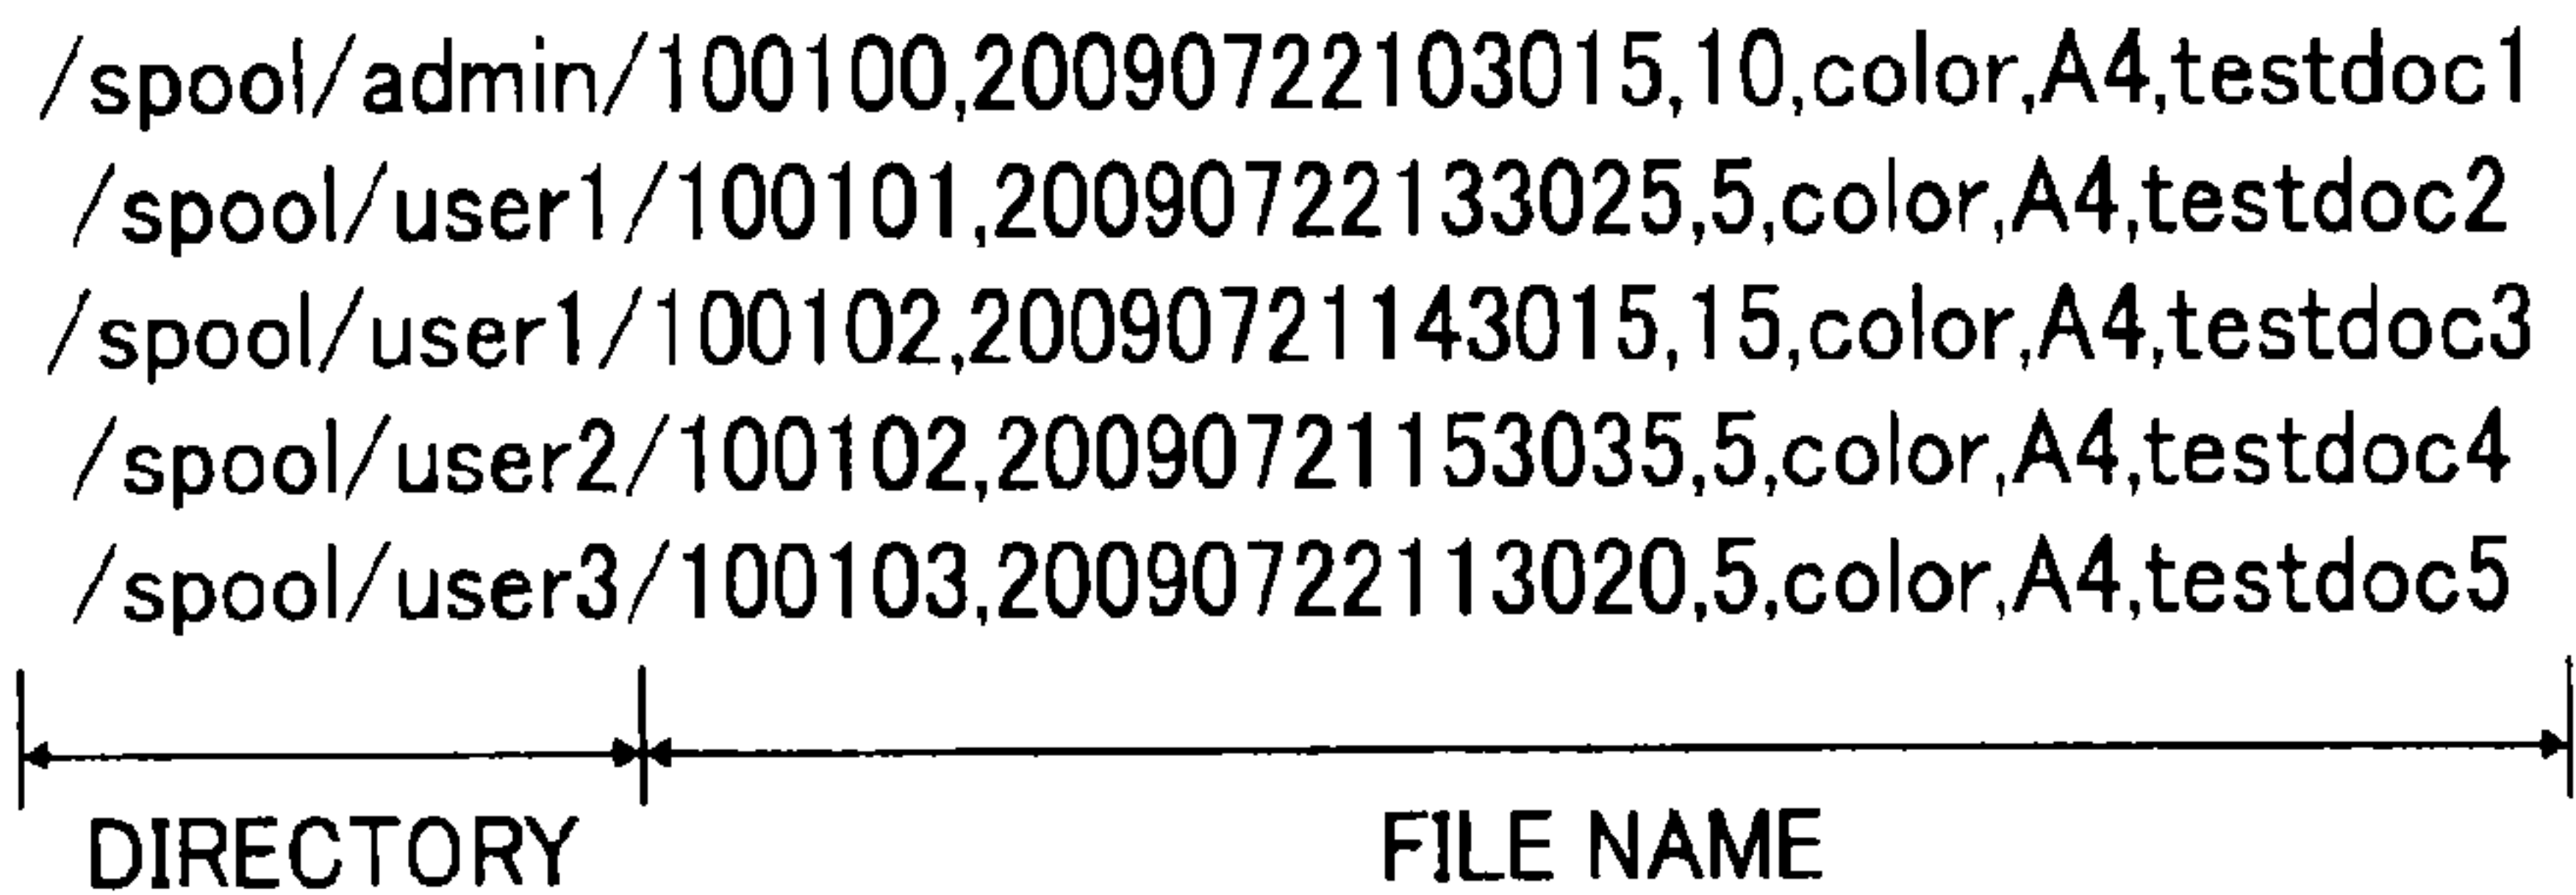 /spool/admin/100100,20090722103015,10,color,A4,testdoc1
/spool/user1/100101,20090722133025,5,color,A4,testdoc2
/spool/user1/100102,20090721143015,15,color,A4,testdoc3
/spool/user2/100102,20090721153035,5,color,A4,testdoc4
/spool/user3/100103,20090722113020,5,color,A4,testdoc5
DIRECTORY FILE NAME